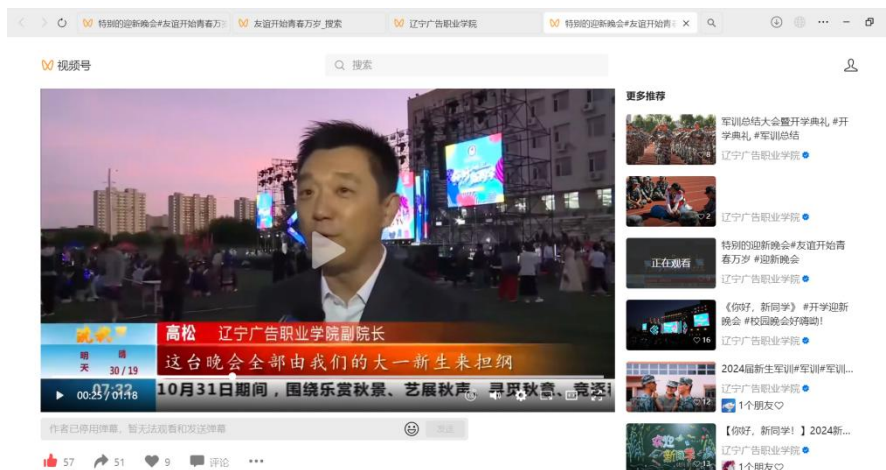 特别的迎新晚会#友谊开始青春万
友谊开始青春万岁_搜索
辽宁广告职业学院
特别的迎新晚会#友谊开始青
视频号
搜索
更多推荐
高松 辽宁广告职业学院副院长
这台晚会全部由我们的大一新生来担纲
明天
晴
30/19
07:32
10月31日期间，围绕乐赏秋景、艺展秋声、寻觅秋意、竞逐
00:25/01:18
作者已停用弹幕，暂无法观看和发送弹幕
发送
57
51
9
评论
军训总结大会暨开学典礼 #开
学典礼 #军训总结
辽宁广告职业学院
8
辽宁广告职业学院
2
正在观看
特别的迎新晚会#友谊开始青
春万岁 #迎新晚会
辽宁广告职业学院
《你好，新同学》 #开学迎新
晚会 #校园晚会好嗨呦!
辽宁广告职业学院
16
2024届新生军训#军训#军训...
辽宁广告职业学院
1个朋友♡
12
【你好，新同学！】2024新...
辽宁广告职业学院
1个朋友♡
13